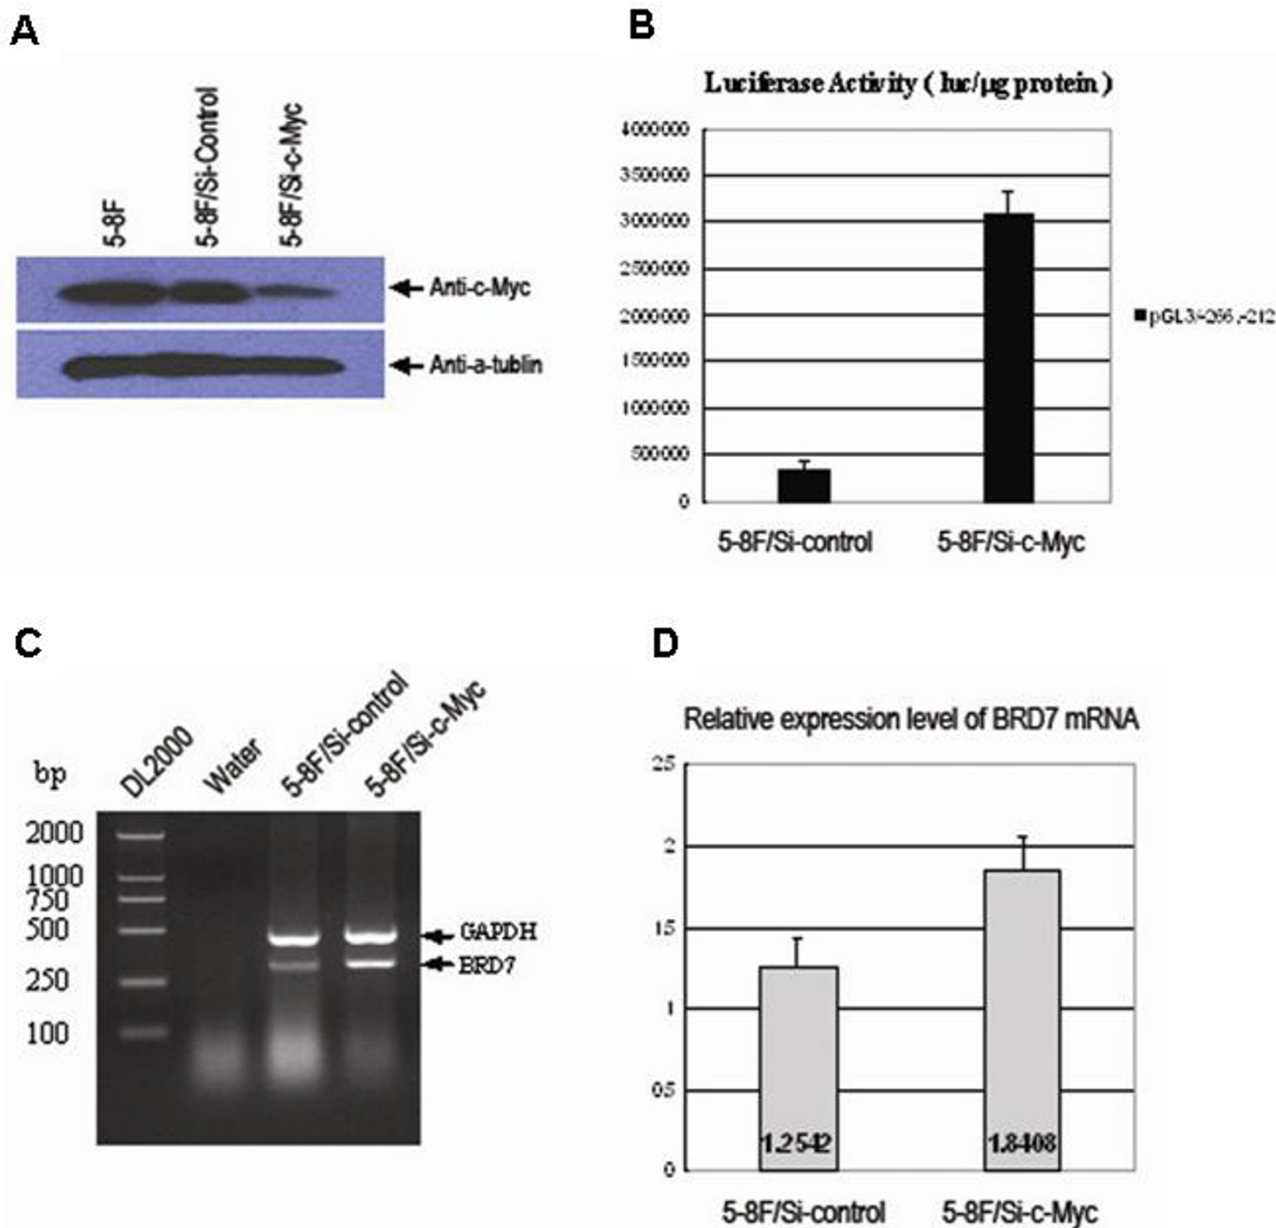 A
5-8F
5-8F/Si-Control
5-8F/Si-c-Myc
Anti-c-Myc
Anti-a-tublin
B
Luciferase Activity ( luc/µg protein )
4000000
3500000
3000000
2500000
2000000
1500000
1000000
500000
0
5-8F/Si-control
5-8F/Si-c-Myc
C
bp
DL2000
Water
5-8F/Si-control
5-8F/Si-c-Myc
2000
1000
750
500
250
100
GAPDH
BRD7
D
Relative expression level of BRD7 mRNA
25
2
15
1
05
0
1.2542
1.8408
5-8F/Si-control
5-8F/Si-c-Myc